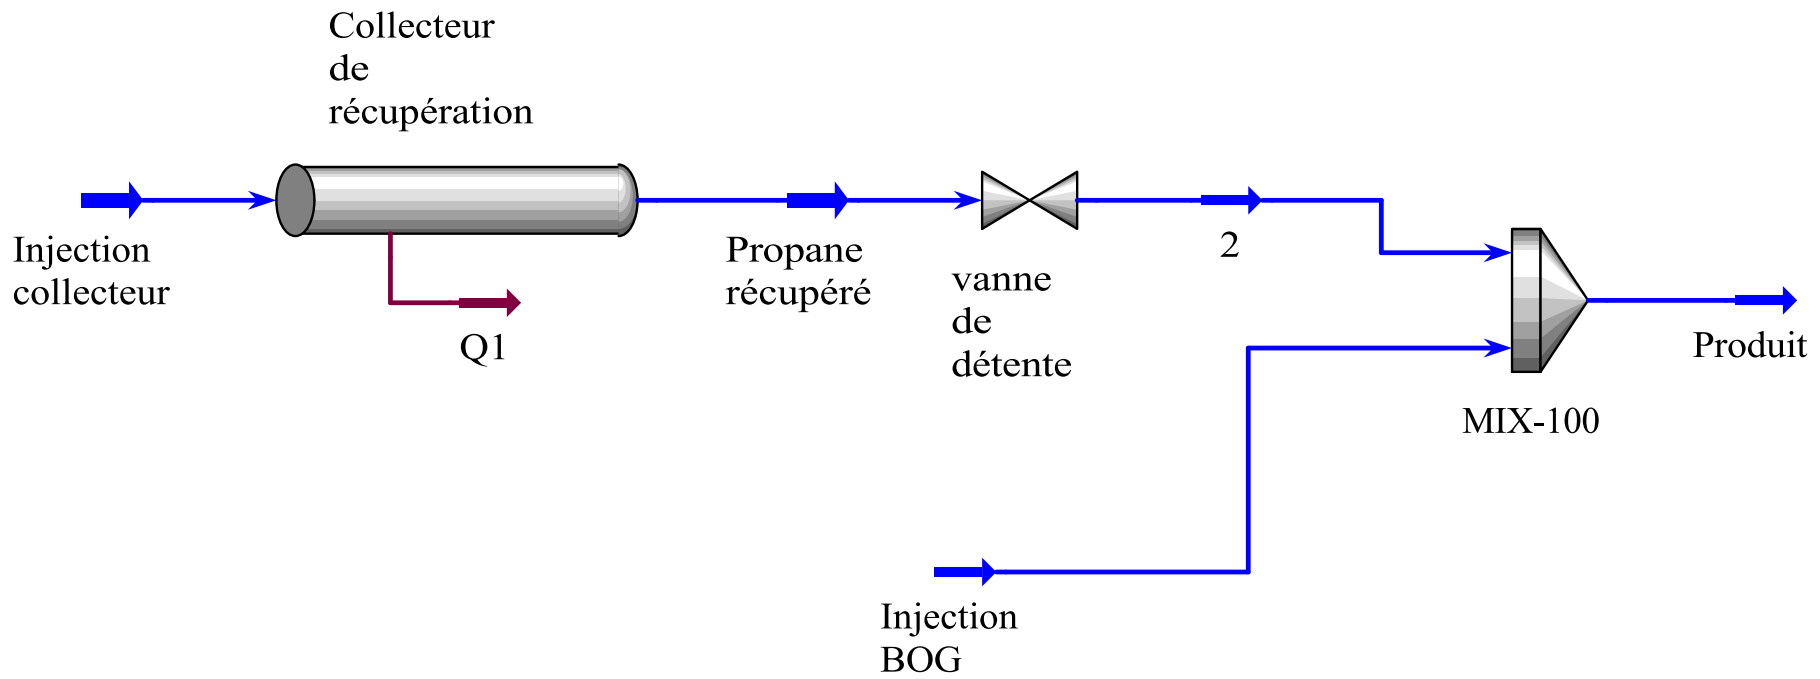 Collecteur
de
récupération
Injection
collecteur
Q1
Propane
récupéré
vanne
de
détente
2
MIX-100
Produit
Injection
BOG